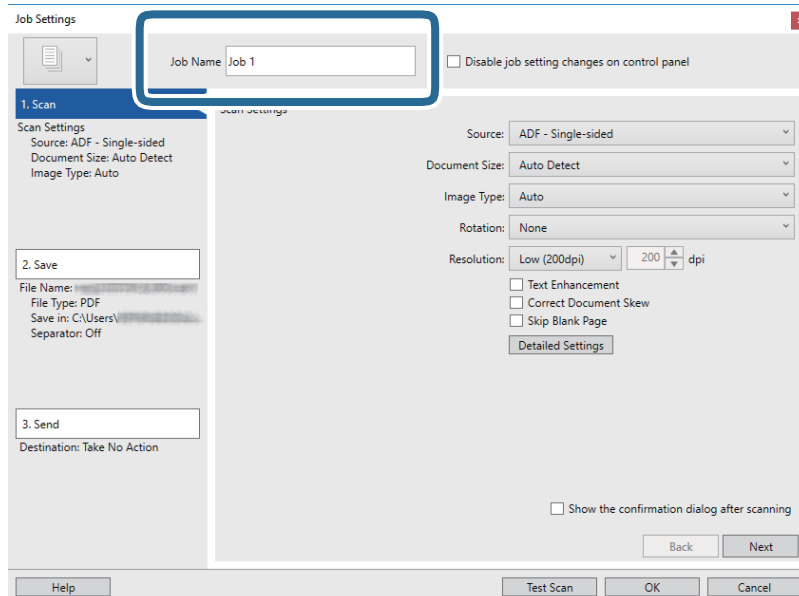 Job Settings
Job Name Job 1
Disable job setting changes on control panel
1. Scan
Scan Settings
Source: ADF - Single-sided
Document Size: Auto Detect
Image Type: Auto
2. Save
File Name:
File Type: PDF
Save in: C:\Users\
Separator: Off
3. Send
Destination: Take No Action
Scan Settings
Source: ADF - Single-sided
Document Size: Auto Detect
Image Type: Auto
Rotation: None
Resolution: Low (200dpi) 200 dpi
Text Enhancement
Correct Document Skew
Skip Blank Page
Detailed Settings
Show the confirmation dialog after scanning
Back Next
Help Test Scan OK Cancel